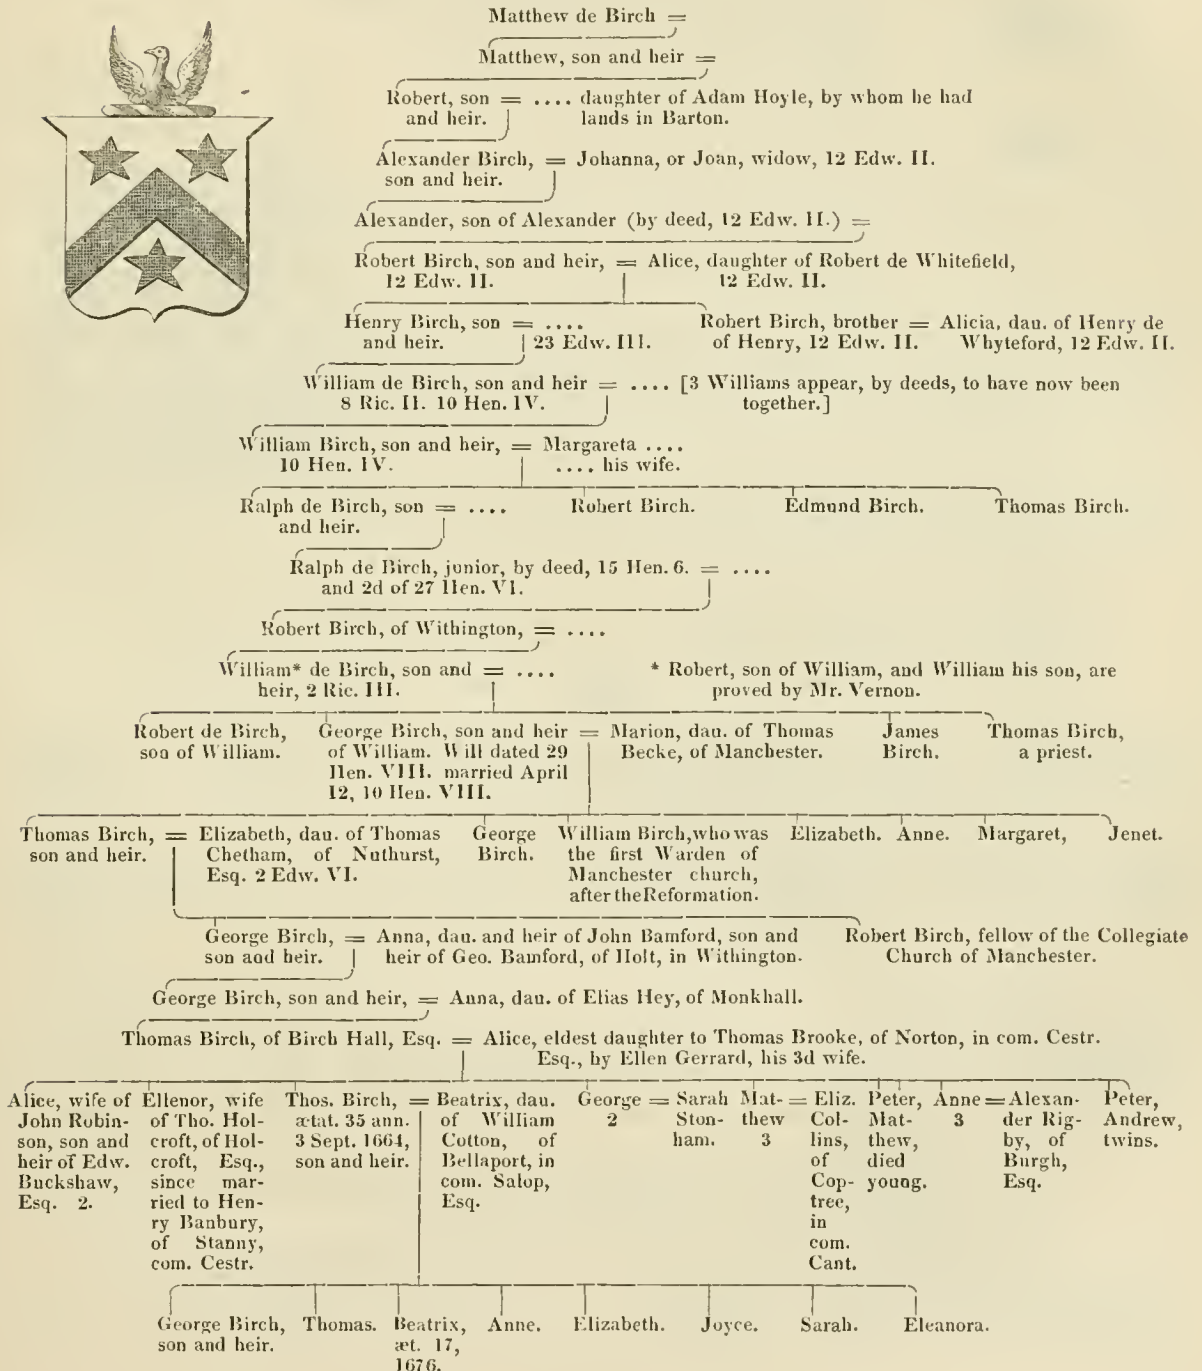 Matthew de Birch =
Matthew, son and heir =
Robert, son = .... daughter of Adam Hoyle, by whom he had
and heir. lands in Barton.
Alexander Birch, = Johanna, or Joan, widow, 12 Edw. II.
son and heir.
Alexander, son of Alexander (by deed, 12 Edw. II.) =
Robert Birch, son and heir, = Alice, daughter of Robert de Whitefield,
12 Edw. II. 12 Edw. II.
Henry Birch, son = .... Robert Birch, brother = Alicia, dau. of Henry de
and heir. 23 Edw. III. of Henry, 12 Edw. II. Whyteford, 12 Edw. II.
William de Birch, son and heir = .... [3 Williams appear, by deeds, to have now been
8 Ric. II. 10 Hen. IV. together.]
William Birch, son and heir, = Margareta ....
10 Hen. IV. .... his wife.
Ralph de Birch, son = .... Robert Birch. Edmund Birch. Thomas Birch.
and heir.
Ralph de Birch, junior, by deed, 15 Hen. 6. = ....
and 2d of 27 Hen. VI.
Robert Birch, of Withington, = ....
William* de Birch, son and = .... * Robert, son of William, and William his son, are
heir, 2 Ric. III. proved by Mr. Vernon.
Robert de Birch,
son of William.
George Birch, son and heir
of William. Will dated 29
Hen. VIII. married April
12, 10 Hen. VIII.
= Marion, dau. of Thomas
Becke, of Manchester.
James
Birch.
Thomas Birch,
a priest.
Thomas Birch,
son and heir.
= Elizabeth, dau. of Thomas
Chetham, of Nuthurst,
Esq. 2 Edw. VI.
George
Birch.
William Birch, who was
the first Warden of
Manchester church,
after the Reformation.
Elizabeth. Anne. Margaret, Jenet.
George Birch, = Anna, dau. and heir of John Bamford, son and
son and heir. heir of Geo. Bamford, of Holt, in Withington.
Robert Birch, fellow of the Collegiate
Church of Manchester.
George Birch, son and heir, = Anna, dau. of Elias Hey, of Monkhall.
Thomas Birch, of Birch Hall, Esq. = Alice, eldest daughter to Thomas Brooke, of Norton, in com. Cestr.
Esq., by Ellen Gerrard, his 3d wife.
Alice, wife of
John Robin-
son, son and
heir of Edw.
Buckshaw,
Esq. 2.
Ellenor, wife
of Tho. Hol-
croft, of Hol-
croft, Esq.,
since mar-
ried to Hen-
ry Banbury,
of Stanny,
com. Cestr.
Thos. Birch,
ætat. 35 ann.
3 Sept. 1664,
son and heir.
= Beatrix, dau.
of William
Cotton, of
Bellaport, in
com. Salop,
Esq.
George
2
= Sarah
Ston-
ham.
Mat-
thew
3
= Eliz.
Col-
lins,
of
Cop-
tree,
in
com.
Cant.
Peter,
Mat-
thew,
died
young.
Anne
3
= Alexan-
der Rig-
by, of
Burgh,
Esq.
Peter,
Andrew,
twins.
George Birch,
son and heir.
Thomas.
Beatrix,
æt. 17,
1676.
Anne. Elizabeth. Joyce. Sarah. Eleanora.